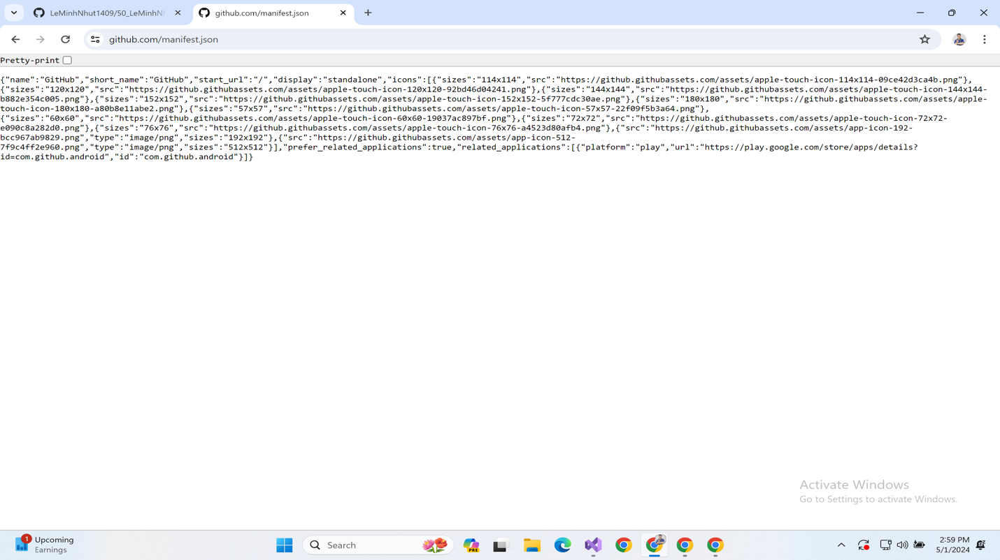 LeMinhNhut1409/50_LeMinhNh
github.com/manifest.json
github.com/manifest.json
Pretty-print
{"name":"GitHub","short_name":"GitHub","start_url":"/","display":"standalone","icons":[{"sizes":"114x114","src":"https://github.githubassets.com/assets/apple-touch-icon-114x114-09ce42d3ca4b.png"},
{"sizes":"120x120","src":"https://github.githubassets.com/assets/apple-touch-icon-120x120-92bd46d04241.png"},{"sizes":"144x144","src":"https://github.githubassets.com/assets/apple-touch-icon-144x144-
b882e354c005.png"},{"sizes":"152x152","src":"https://github.githubassets.com/assets/apple-touch-icon-152x152-5f777cdc30ae.png"},{"sizes":"180x180","src":"https://github.githubassets.com/assets/apple-
touch-icon-180x180-a80b8e11abe2.png"},{"sizes":"57x57","src":"https://github.githubassets.com/assets/apple-touch-icon-57x57-22f09f5b3a64.png"},
{"sizes":"60x60","src":"https://github.githubassets.com/assets/apple-touch-icon-60x60-19037ac897bf.png"},{"sizes":"72x72","src":"https://github.githubassets.com/assets/apple-touch-icon-72x72-
e090c8a282d0.png"},{"sizes":"76x76","src":"https://github.githubassets.com/assets/apple-touch-icon-76x76-a4523d80afb4.png"},{"src":"https://github.githubassets.com/assets/app-icon-192-
bcc967ab9829.png","type":"image/png","sizes":"192x192"},{"src":"https://github.githubassets.com/assets/app-icon-512-
7f9c4ff2e960.png","type":"image/png","sizes":"512x512"}],"prefer_related_applications":true,"related_applications":[{"platform":"play","url":"https://play.google.com/store/apps/details?
id=com.github.android","id":"com.github.android"}]}
Activate Windows
Go to Settings to activate Windows.
1
Upcoming
Earnings
Search
PRE
2:59 PM
5/1/2024